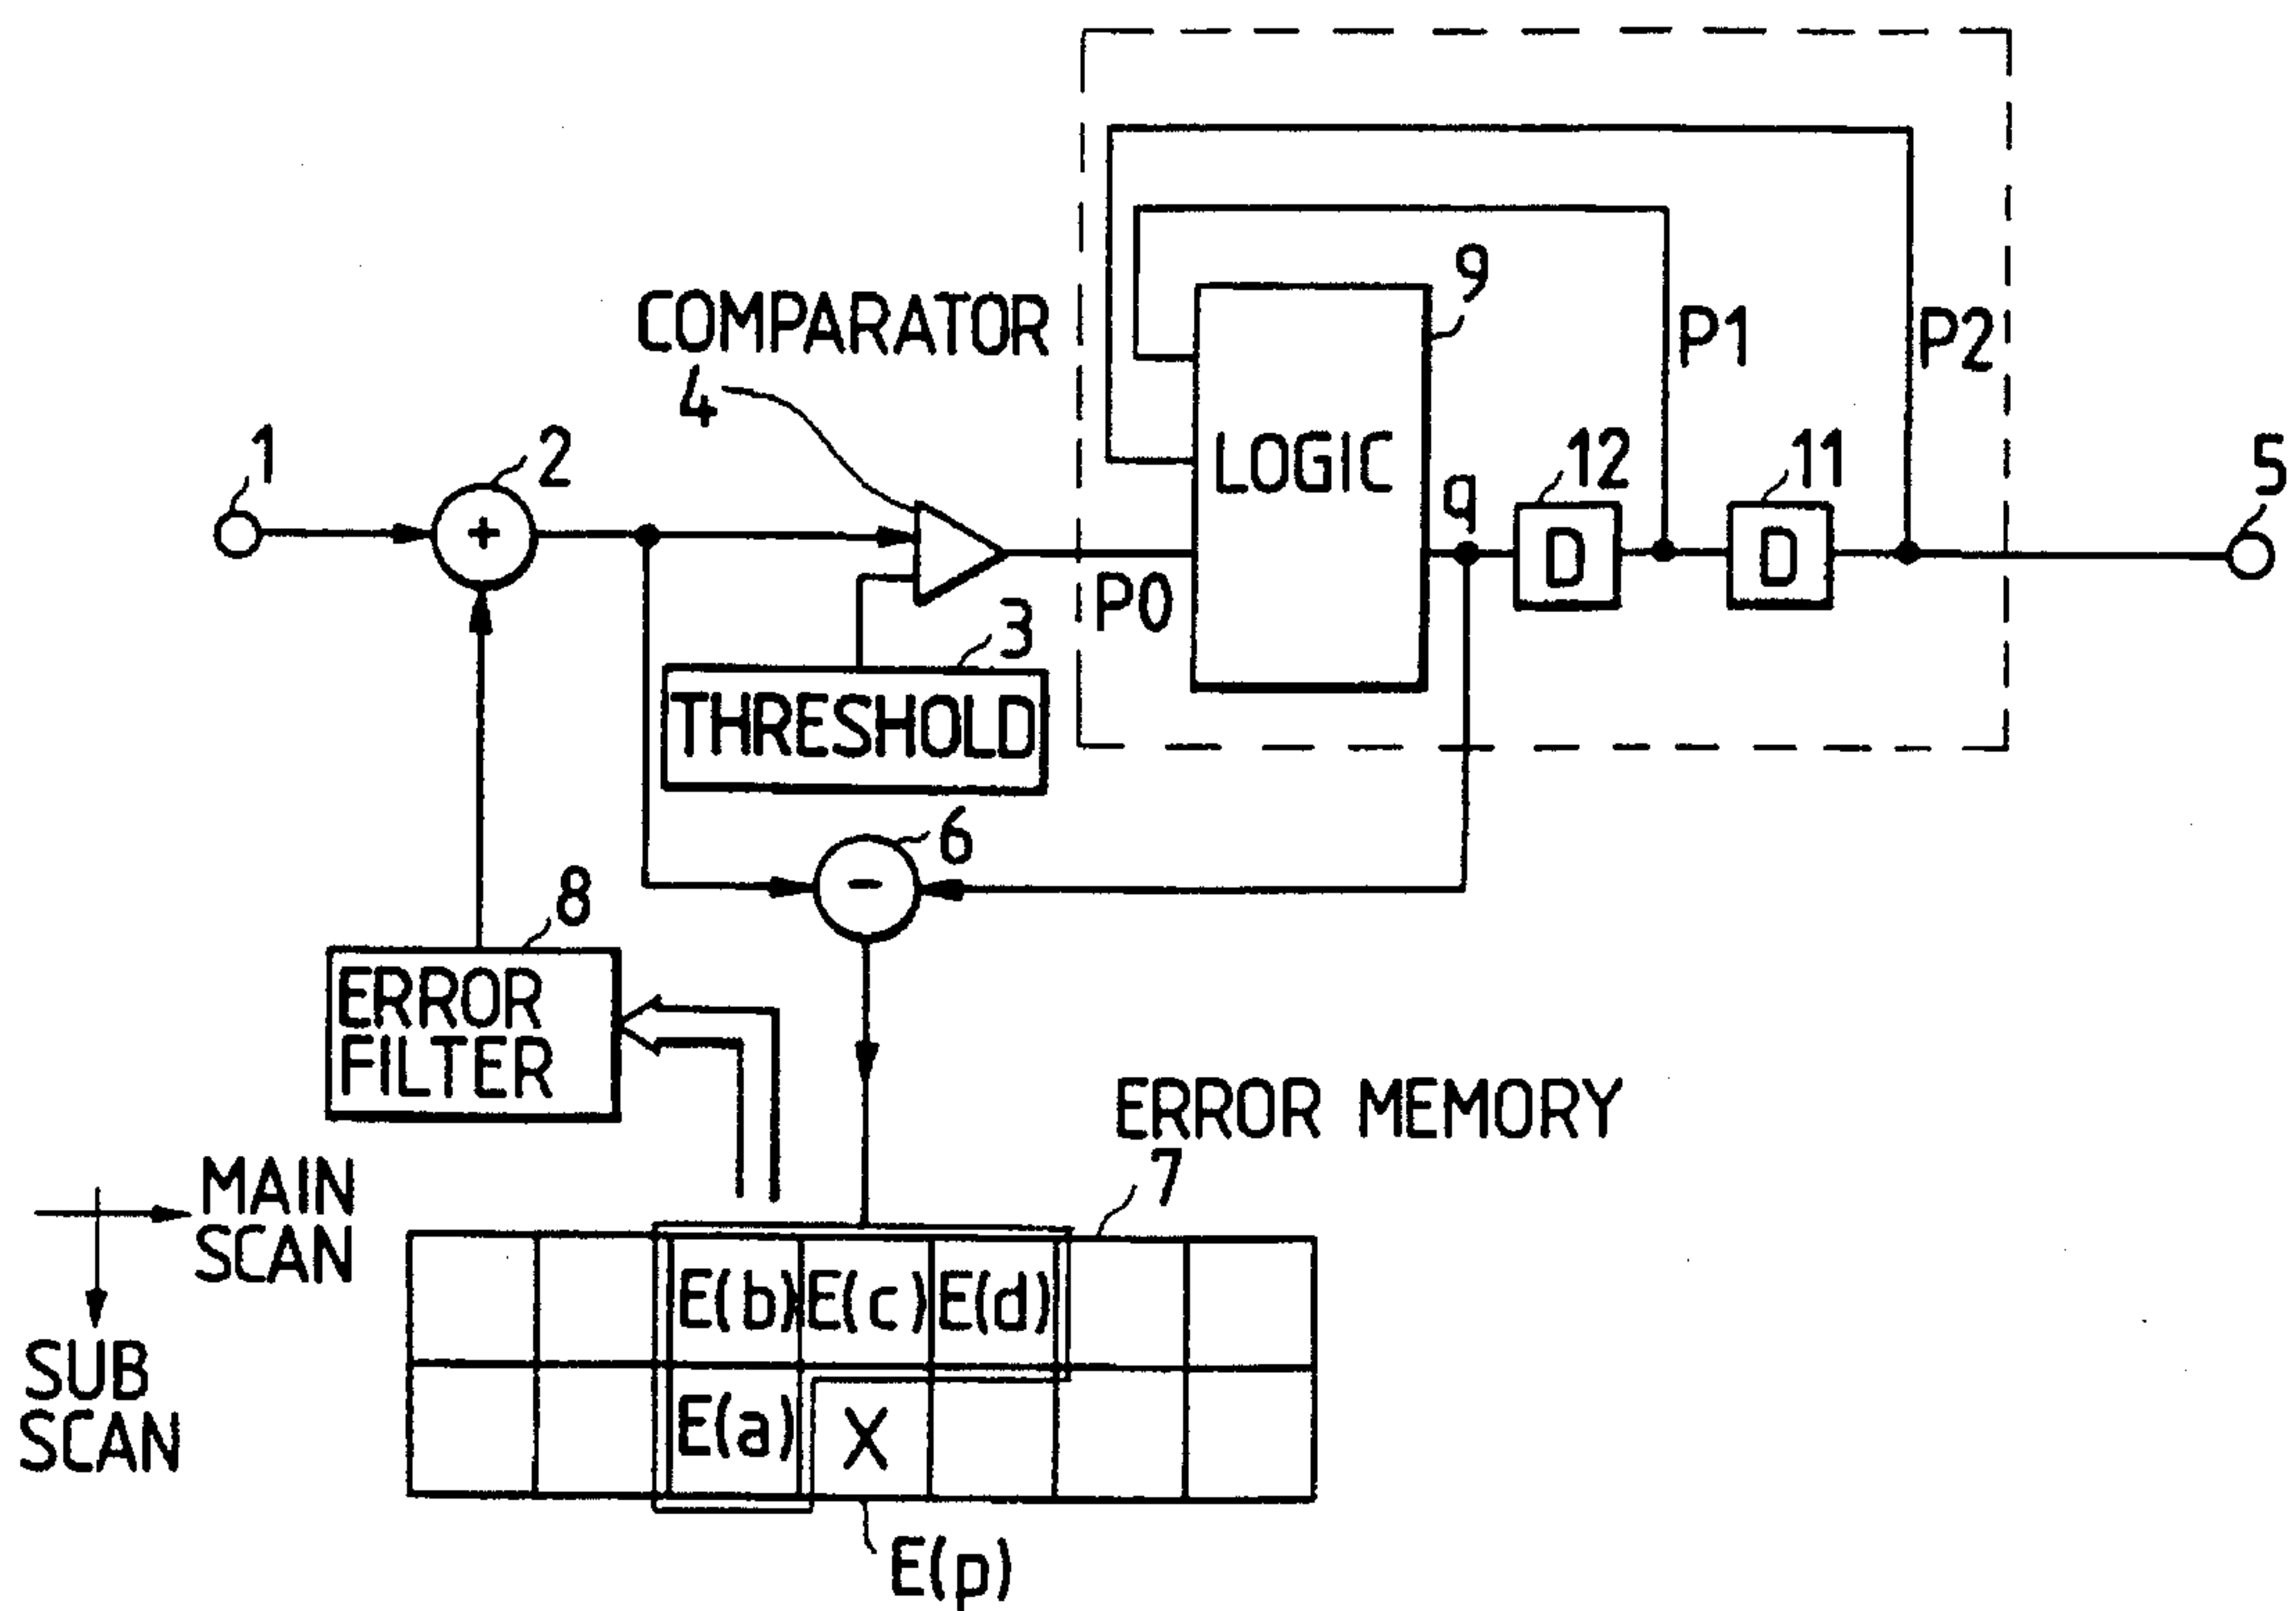 COMPARATOR
4
9
P1
P2
1
2
LOGIC
q
12
11
5
+
D
D
P0
3
THRESHOLD
6
-
8
ERROR
FILTER
ERROR MEMORY
7
MAIN
SCAN
SUB
SCAN
E(b) E(c) E(d)
E(a) X
E(p)